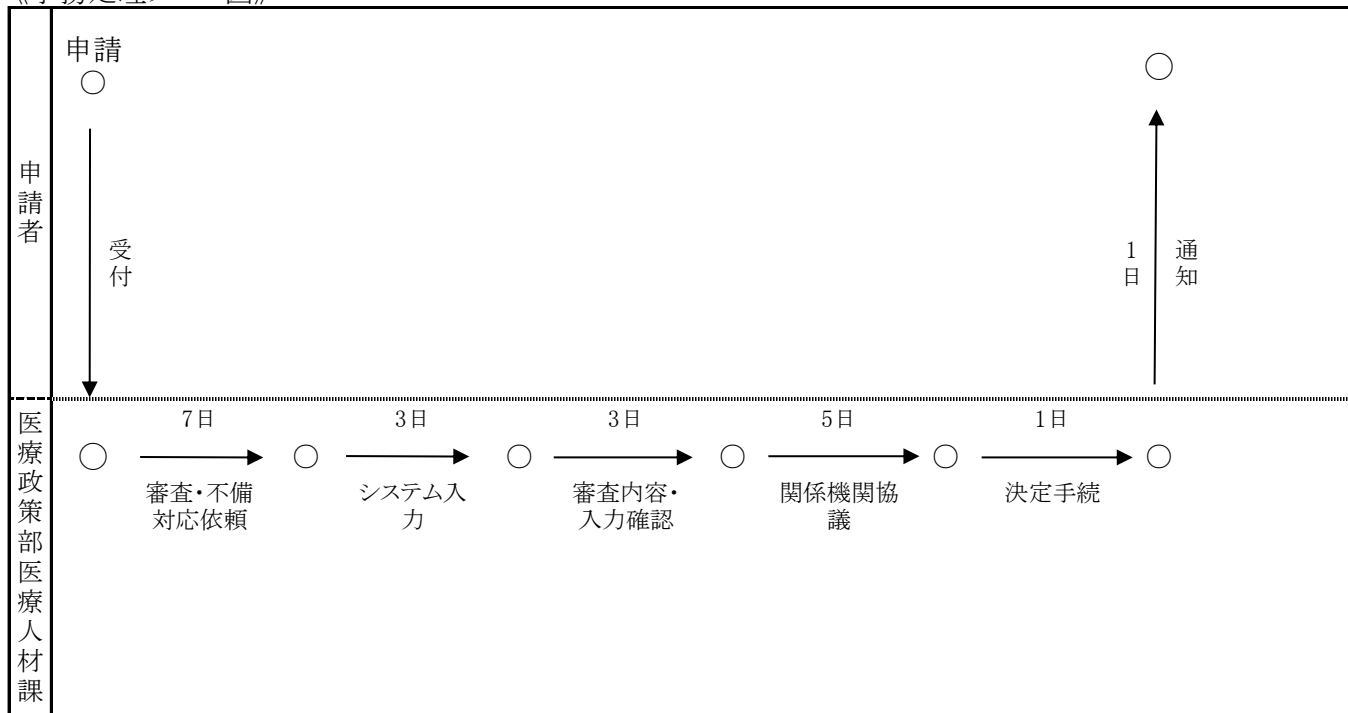 申請
申請者
受付
1日
通知
医療政策部医療人材課
7日
審査・不備
対応依頼
3日
システム入
力
3日
審査内容・
入力確認
5日
関係機関協
議
1日
決定手続